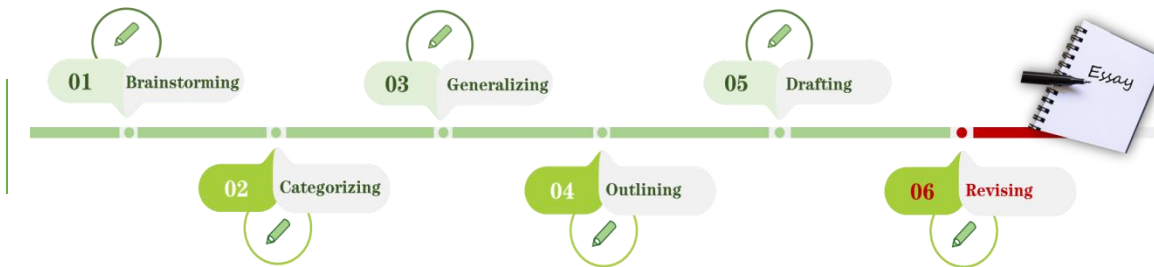 01 Brainstorming
02 Categorizing
03 Generalizing
04 Outlining
05 Drafting
06 Revising
Essay